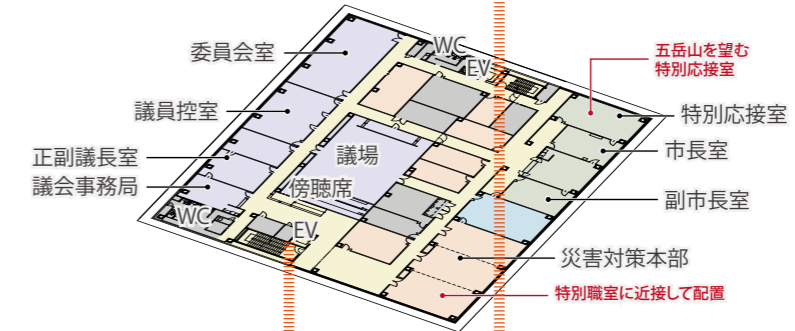 委員会室
議員控室
正副議長室
議会事務局
WC
WC
EV
議場
傍聴席
EV
五岳山を望む
特別応接室
特別応接室
市長室
副市長室
災害対策本部
特別職室に近接して配置